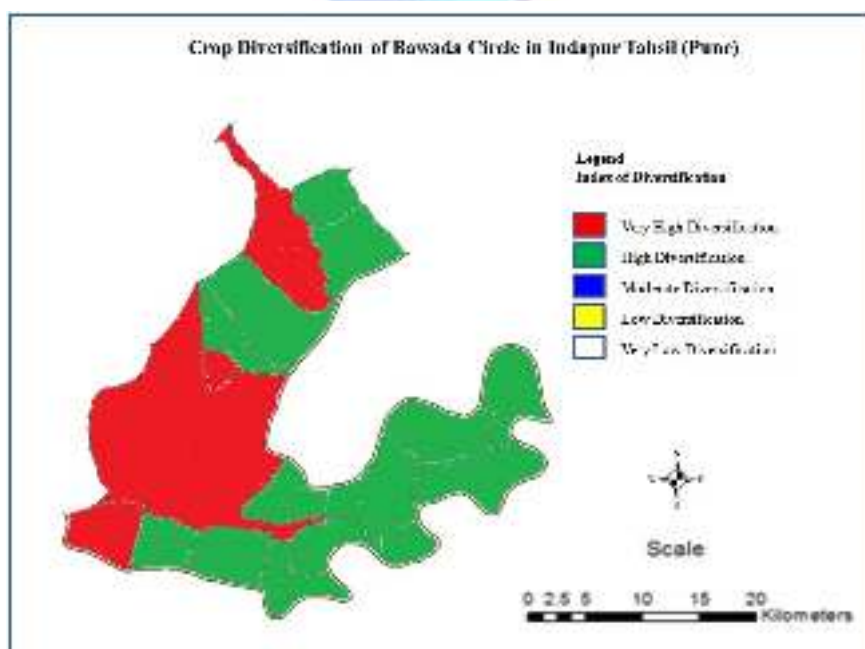 Crop Diversification of Bawada Circle in Indapur Tahsil (Pune)
Legend
Index of Diversification
Very High Diversification
High Diversification
Moderate Diversification
Low Diversification
Very Low Diversification
N
S
Scale
0 2.5 5 10 15 20
Kilometers